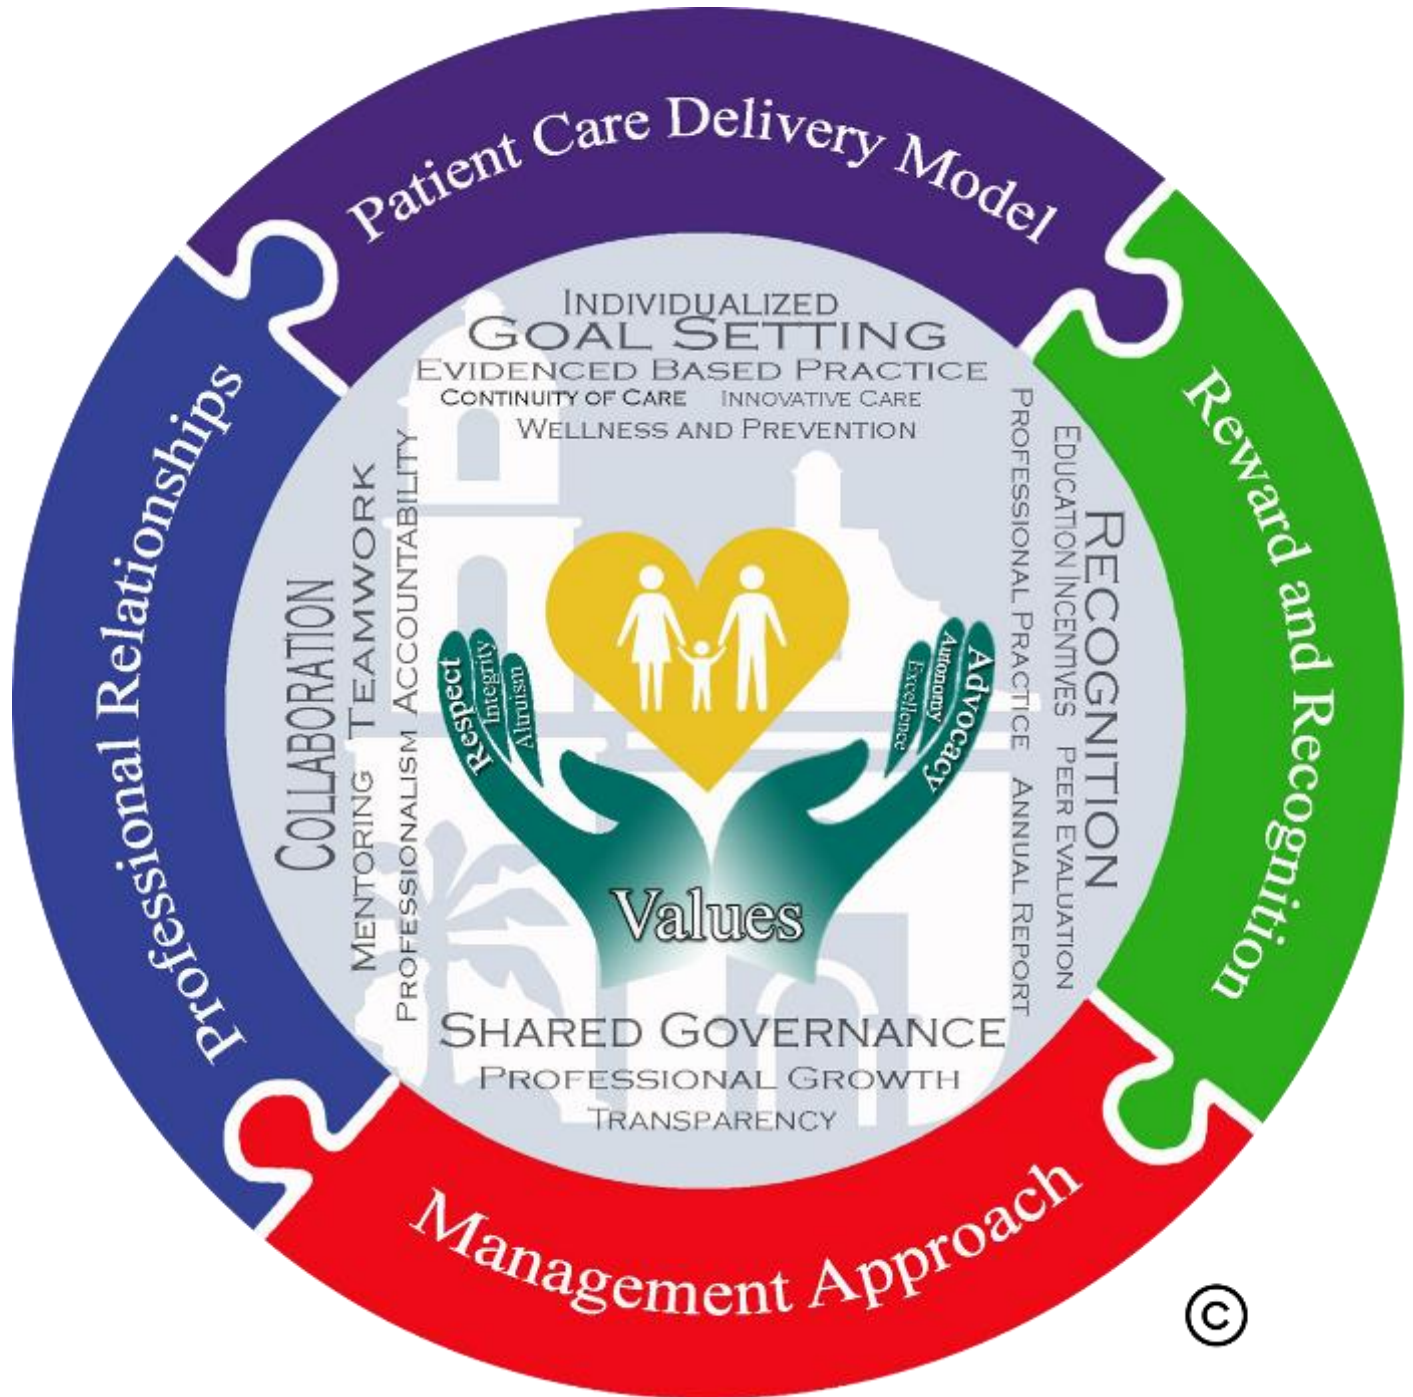 Patient Care Delivery Model
Reward and Recognition
Management Approach
Professional Relationships
INDIVIDUALIZED
GOAL SETTING
EVIDENCED BASED PRACTICE
CONTINUITY OF CARE INNOVATIVE CARE
WELLNESS AND PREVENTION
COLLABORATION
MENTORING TEAMWORK
PROFESSIONALISM ACCOUNTABILITY
PROFESSIONAL PRACTICE ANNUAL REPORT
EDUCATION INCENTIVES PEER EVALUATION
RECOGNITION
Respect
Integrity
Altruism
Excellence
Autonomy
Advocacy
Values
SHARED GOVERNANCE
PROFESSIONAL GROWTH
TRANSPARENCY
©